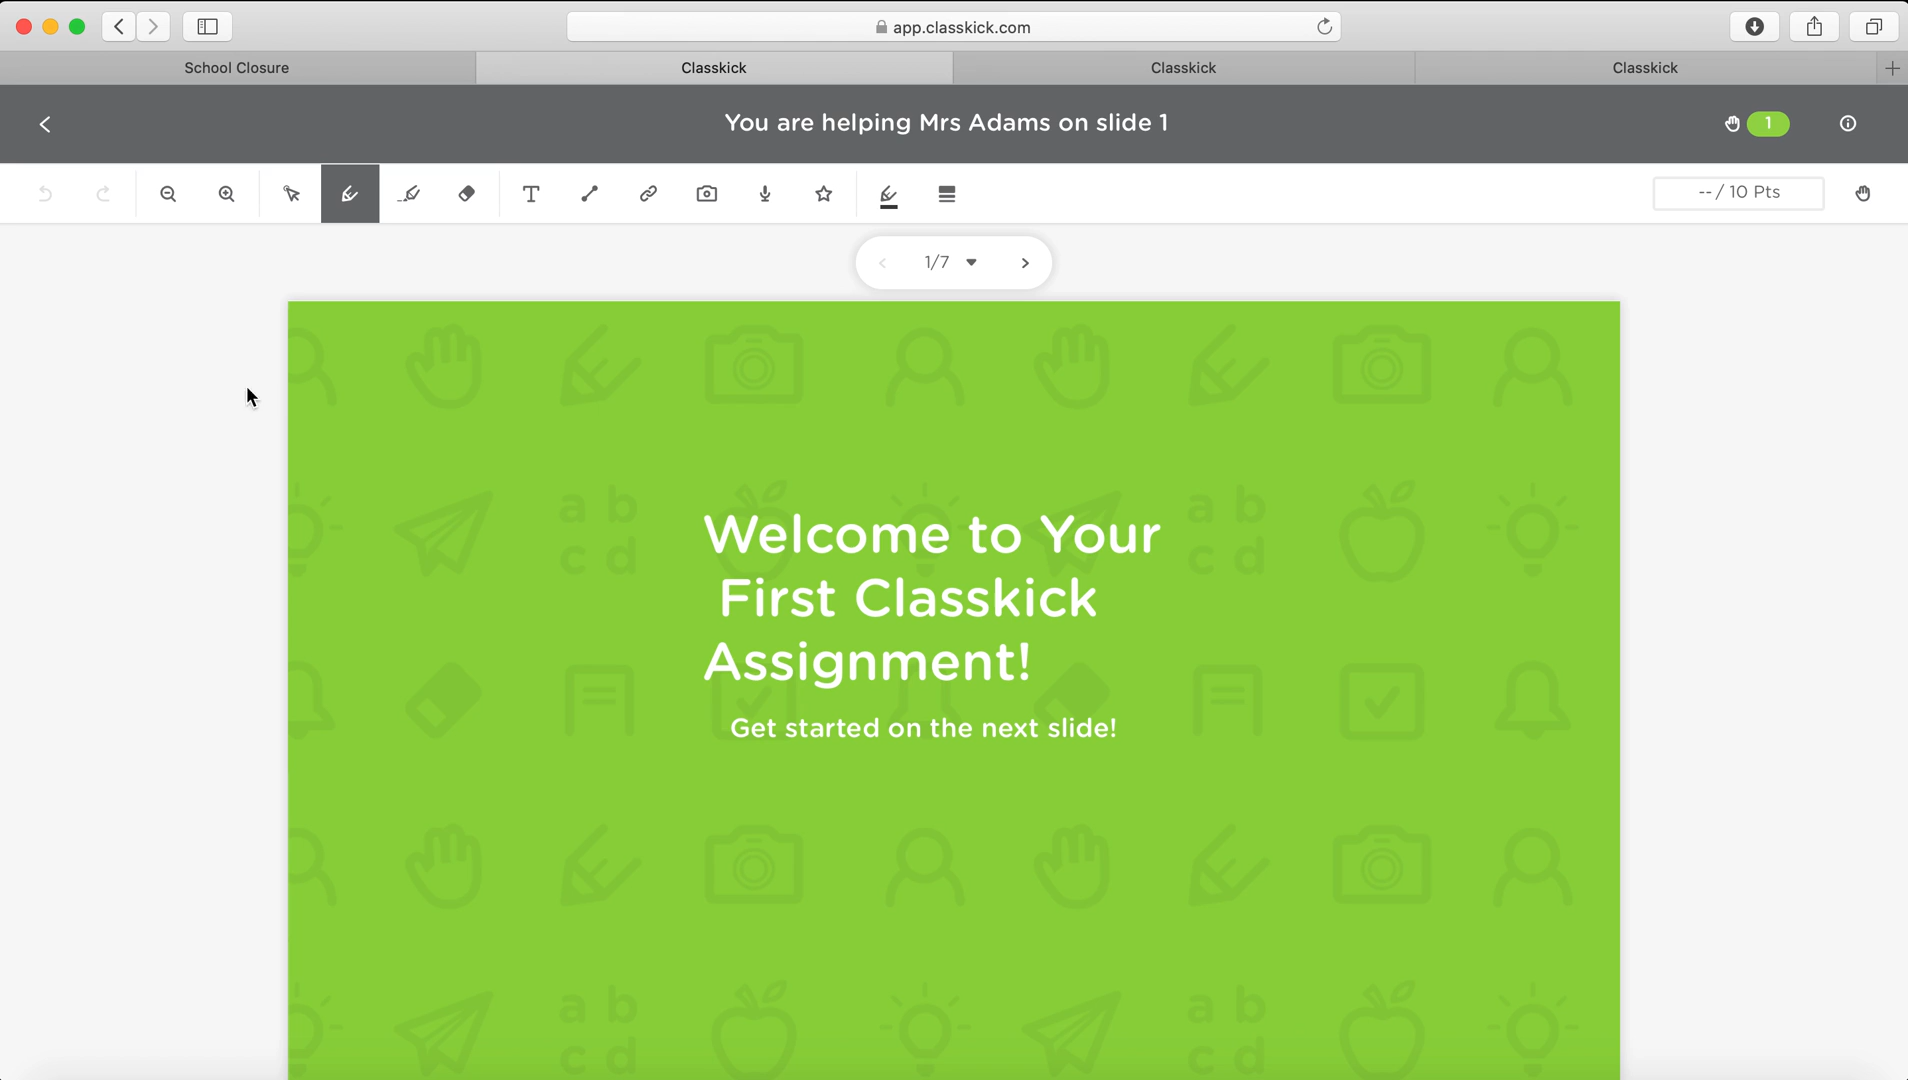 app.classkick.com
School Closure
Classkick
Classkick
Classkick
You are helping Mrs Adams on slide 1
1
T
-- / 10 Pts
1/7
a b a b
c d c d
Welcome to Your
First Classkick
Assignment!
Get started on the next slide!
a b a b
c d c d